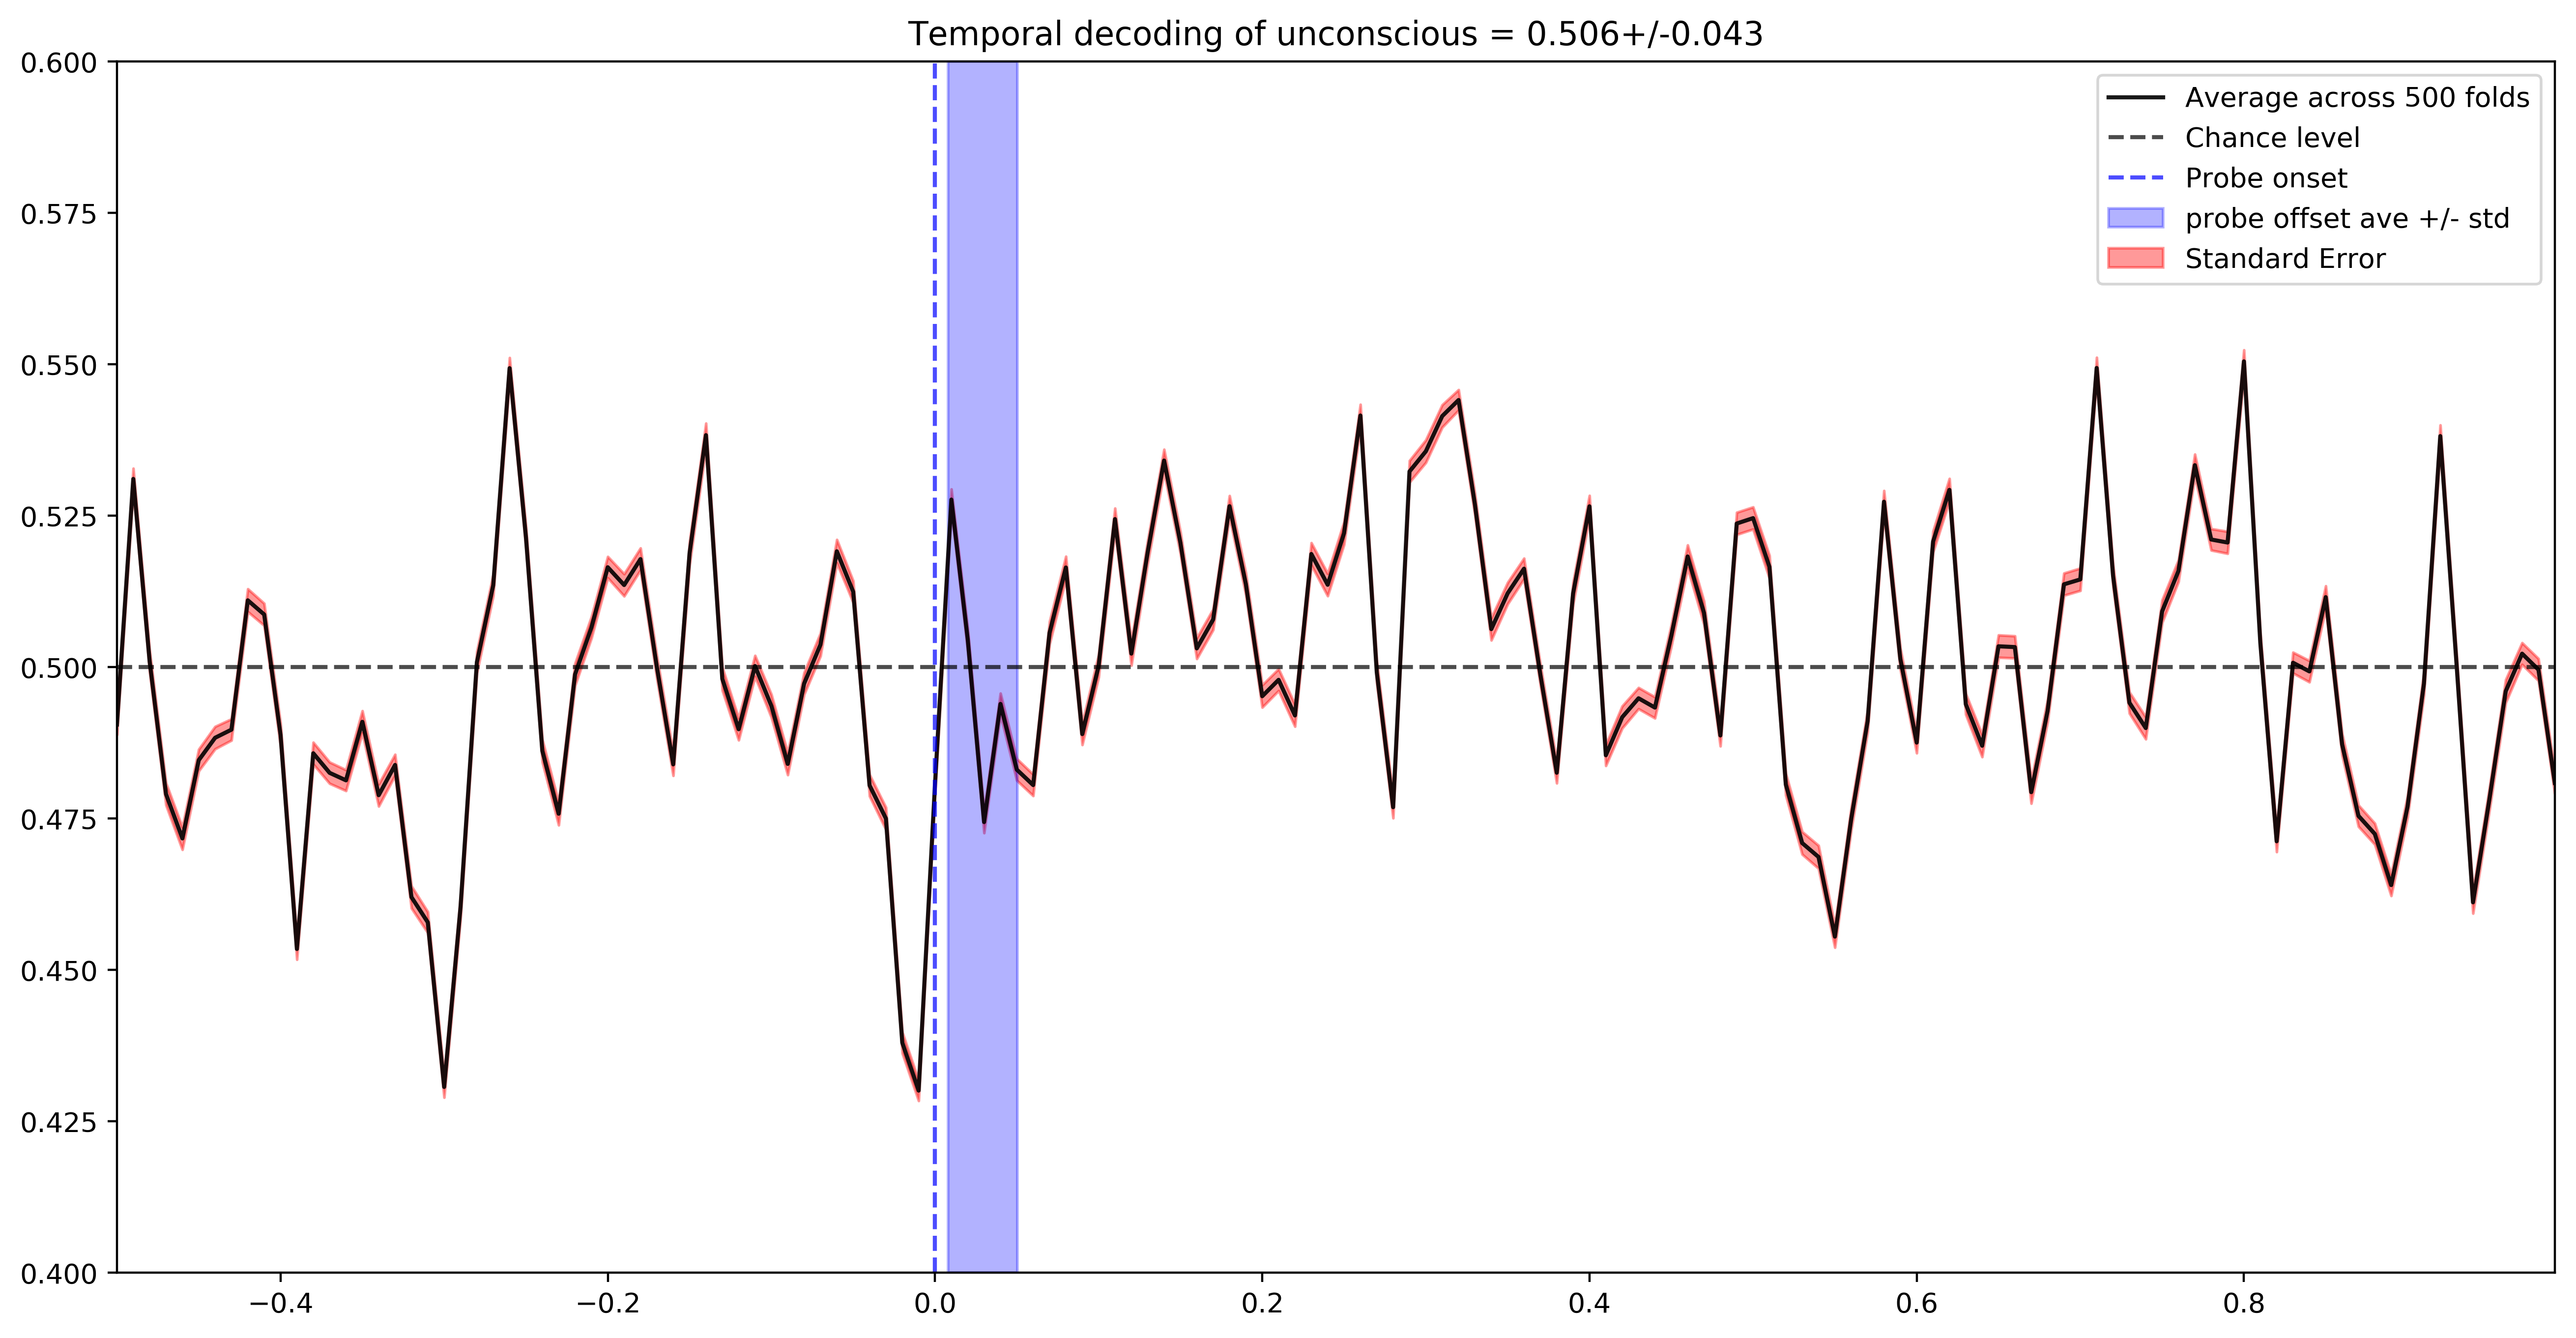 Temporal decoding of unconscious = 0.506+/-0.043
0.600
0.575
0.550
0.525
0.500
0.475
0.450
0.425
0.400
Average across 500 folds
Chance level
Probe onset
probe offset ave +/- std
Standard Error
−0.4 −0.2 0.0 0.2 0.4 0.6 0.8